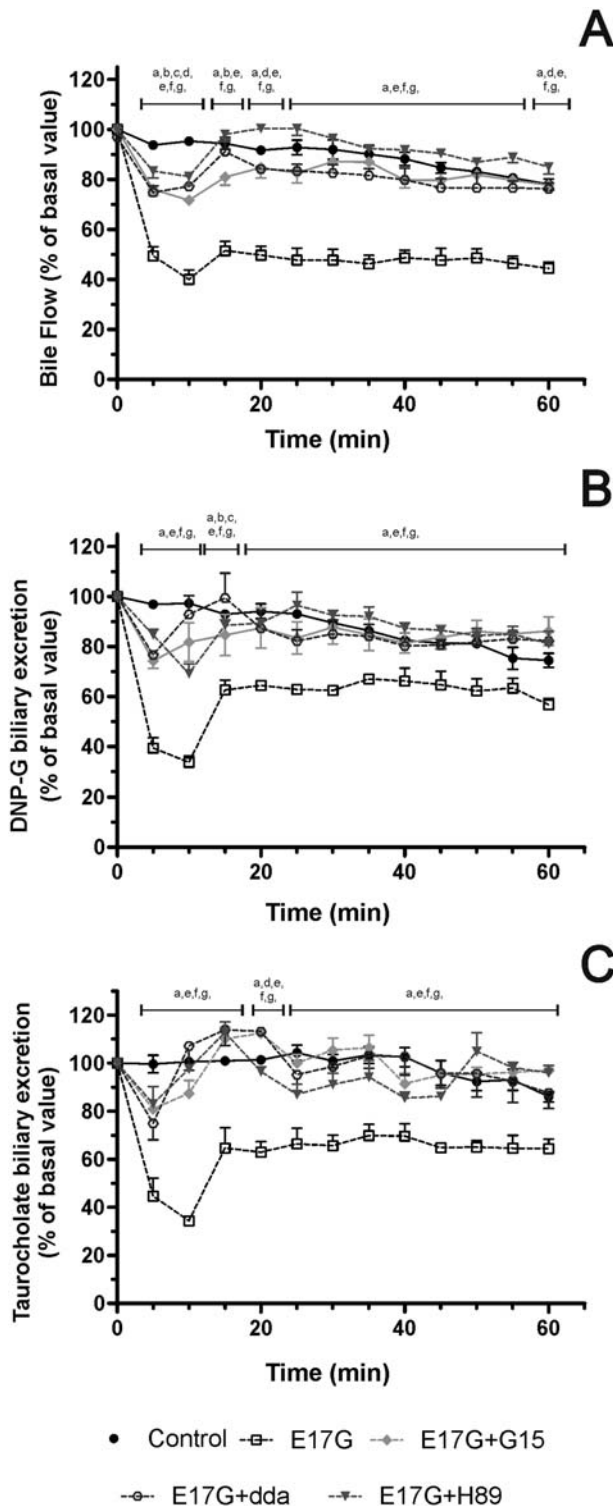 A
a,b,c,d, a,b,e, a,d,e, a,e,f,g, a,d,e,
e,f,g, f,g, f,g, f,g,
120
100
80
60
40
20
0
Bile Flow (% of basal value)
0 20 40 60
Time (min)
B
a,b,c,
a,e,f,g, e,f,g, a,e,f,g,
120
100
80
60
40
20
0
DNP-G biliary excretion
(% of basal value)
0 20 40 60
Time (min)
C
a,d,e,
a,e,f,g, f,g, a,e,f,g,
120
100
80
60
40
20
0
Taurocholate biliary excretion
(% of basal value)
0 20 40 60
Time (min)
Control E17G E17G+G15
E17G+dda E17G+H89